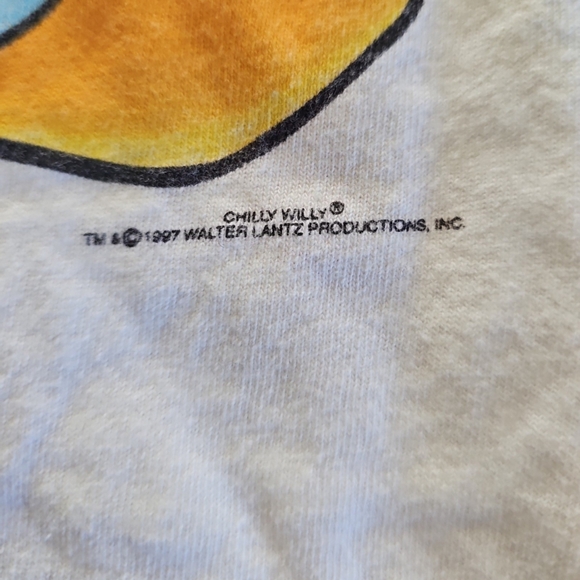 CHILLY WILLY®
TM & © 1997 WALTER LANTZ PRODUCTIONS, INC.